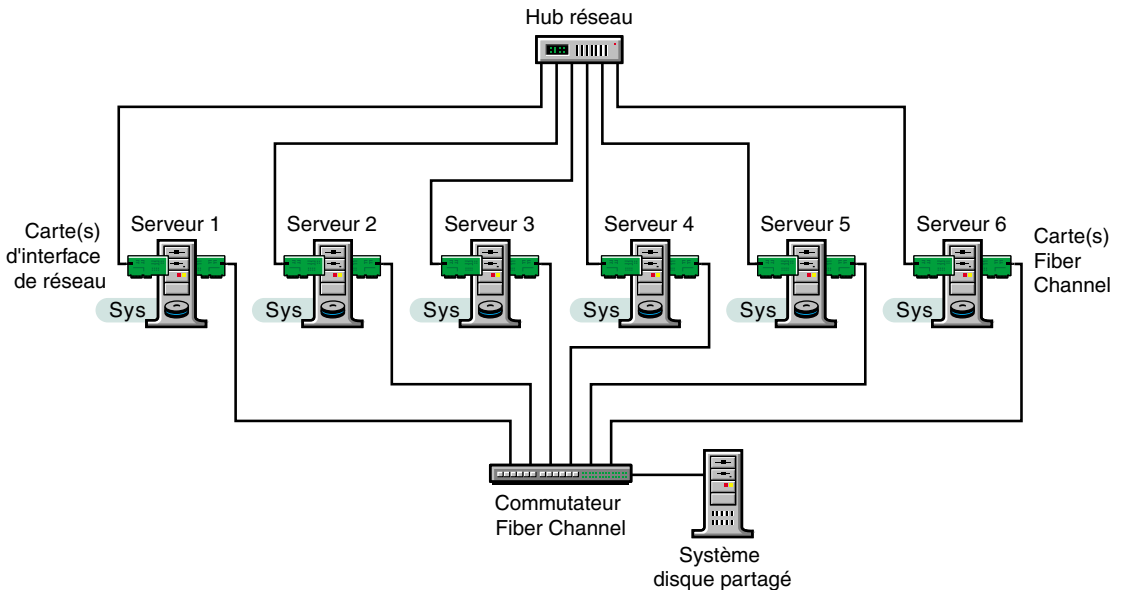 Hub réseau
Serveur 1
Serveur 2
Serveur 3
Serveur 4
Serveur 5
Serveur 6
Carte(s)
d'interface
de réseau
Carte(s)
Fiber
Channel
Sys
Sys
Sys
Sys
Sys
Sys
Commutateur
Fiber Channel
Système
disque partagé